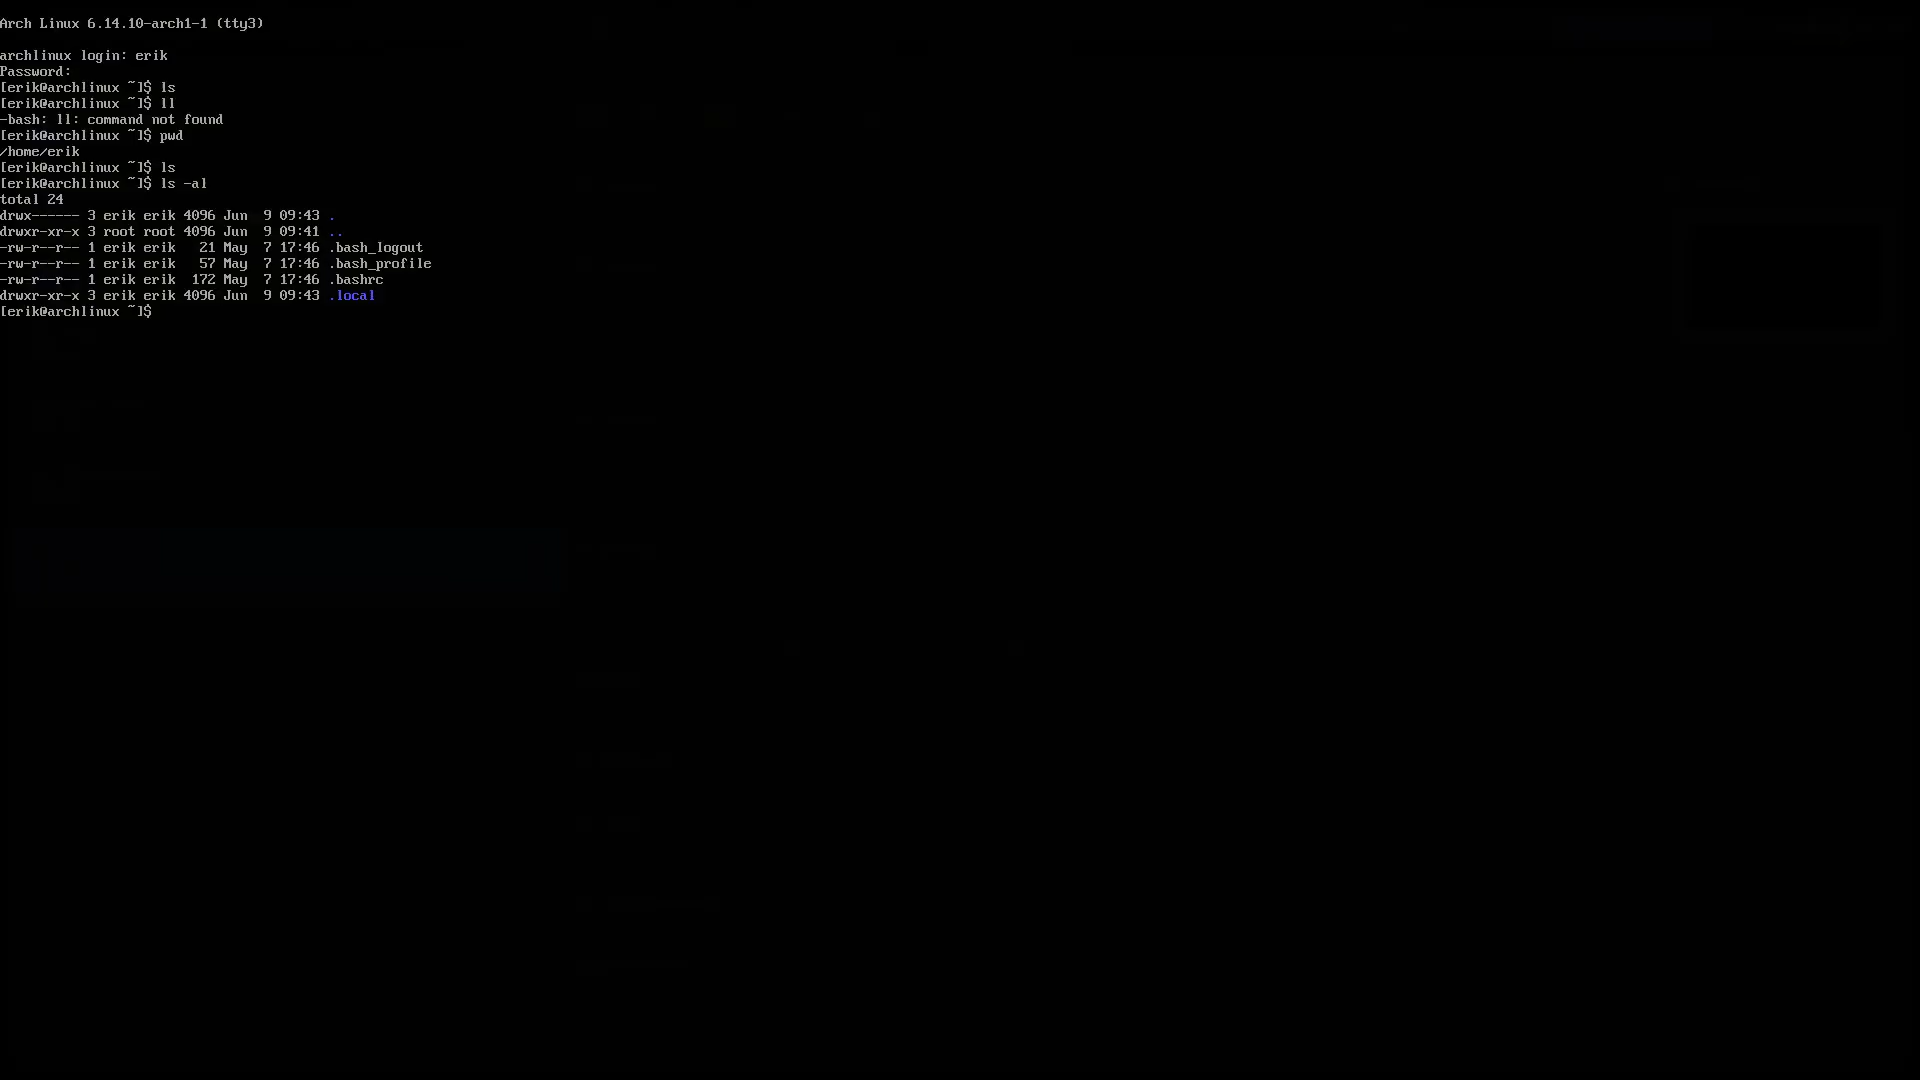 Arch Linux 6.14.10-arch1-1 (tty3)
archlinux login: erik
Password:
[erik@archlinux ~]$ ls
[erik@archlinux ~]$ ll
-bash: ll: command not found
[erik@archlinux ~]$ pwd
/home/erik
[erik@archlinux ~]$ ls
[erik@archlinux ~]$ ls -al
total 24
drwx------ 3 erik erik 4096 Jun  9 09:43 .
drwxr-xr-x 3 root root 4096 Jun  9 09:41 ..
-rw-r--r-- 1 erik erik   21 May  7 17:46 .bash_logout
-rw-r--r-- 1 erik erik   57 May  7 17:46 .bash_profile
-rw-r--r-- 1 erik erik  172 May  7 17:46 .bashrc
drwxr-xr-x 3 erik erik 4096 Jun  9 09:43 .local
[erik@archlinux ~]$